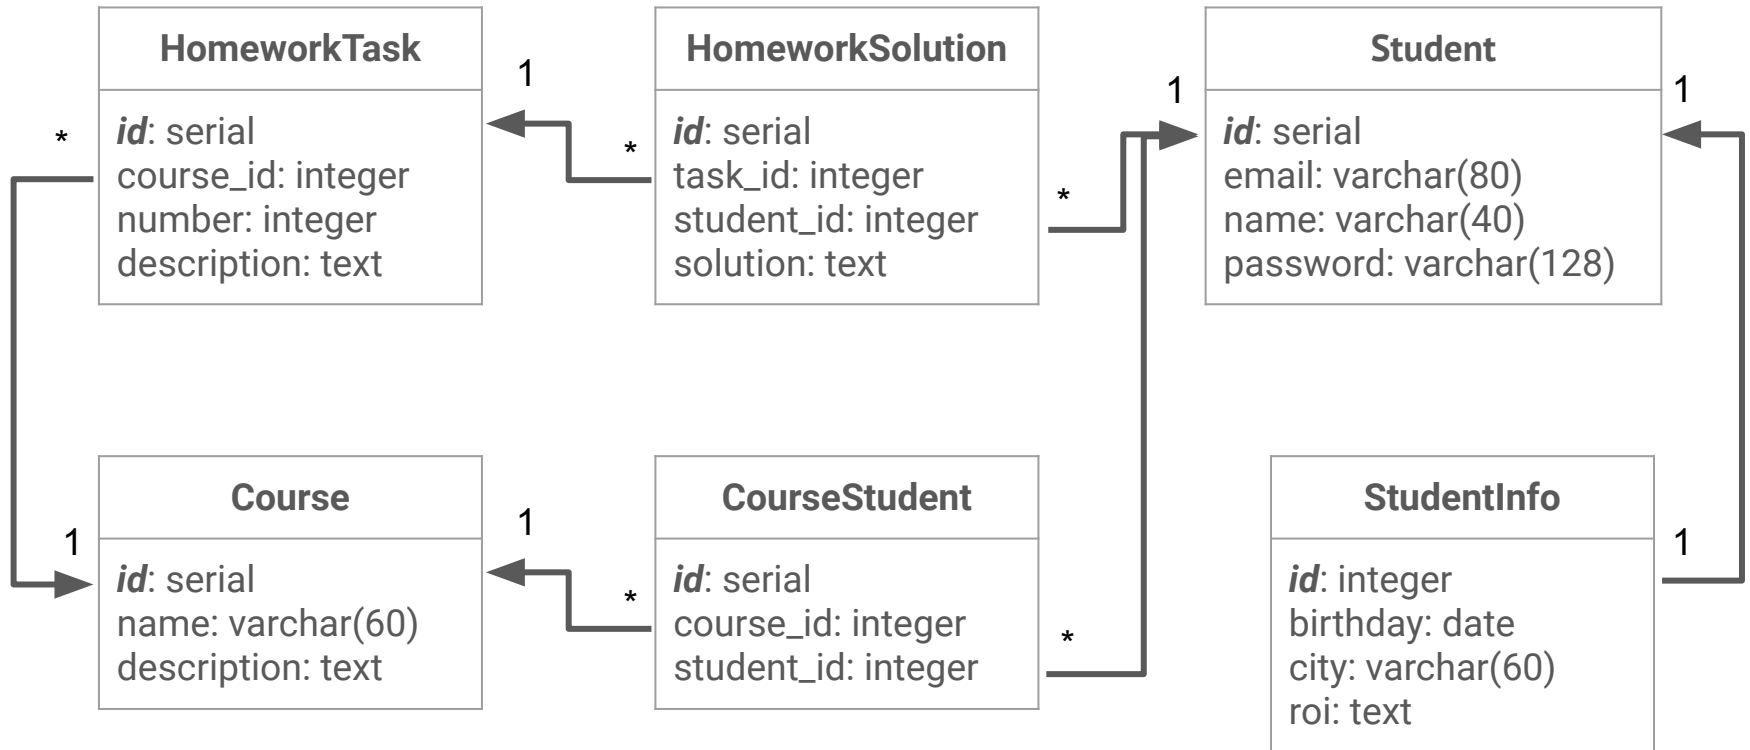 HomeworkTask
id: serial
course_id: integer
number: integer
description: text
*
1
HomeworkSolution
id: serial
task_id: integer
student_id: integer
solution: text
*
*
1
Student
id: serial
email: varchar(80)
name: varchar(40)
password: varchar(128)
1
Course
id: serial
name: varchar(60)
description: text
1
1
CourseStudent
id: serial
course_id: integer
student_id: integer
*
*
StudentInfo
id: integer
birthday: date
city: varchar(60)
roi: text
1